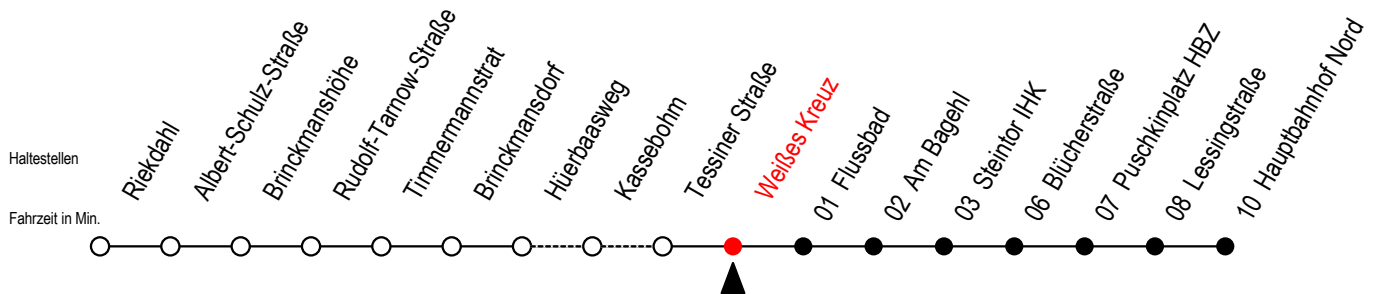 Haltestellen
Fahrzeit in Min.
Riekdahl
Albert-Schulz-Straße
Brinckmanshöhe
Rudolf-Tarnow-Straße
Timmermannstrat
Brinckmansdorf
Hüerbaasweg
Kassebohm
Tessiner Straße
Weißes Kreuz
01 Flussbad
02 Am Bagehl
03 Steintor IHK
06 Blücherstraße
07 Puschkinplatz HBZ
08 Lessingstraße
10 Hauptbahnhof Nord